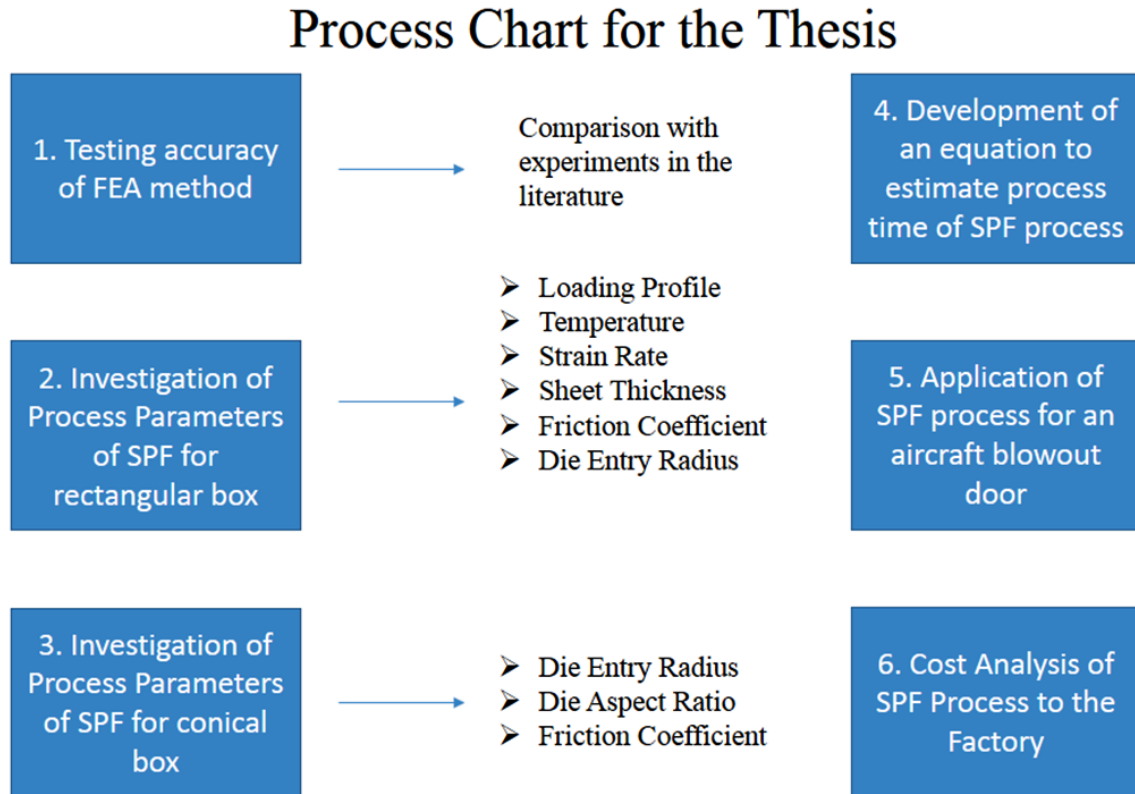 Process Chart for the Thesis
1. Testing accuracy
of FEA method
Comparison with
experiments in the
literature
2. Investigation of
Process Parameters
of SPF for
rectangular box
➢ Loading Profile
➢ Temperature
➢ Strain Rate
➢ Sheet Thickness
➢ Friction Coefficient
➢ Die Entry Radius
3. Investigation of
Process Parameters
of SPF for conical
box
➢ Die Entry Radius
➢ Die Aspect Ratio
➢ Friction Coefficient
4. Development of
an equation to
estimate process
time of SPF process
5. Application of
SPF process for an
aircraft blowout
door
6. Cost Analysis of
SPF Process to the
Factory